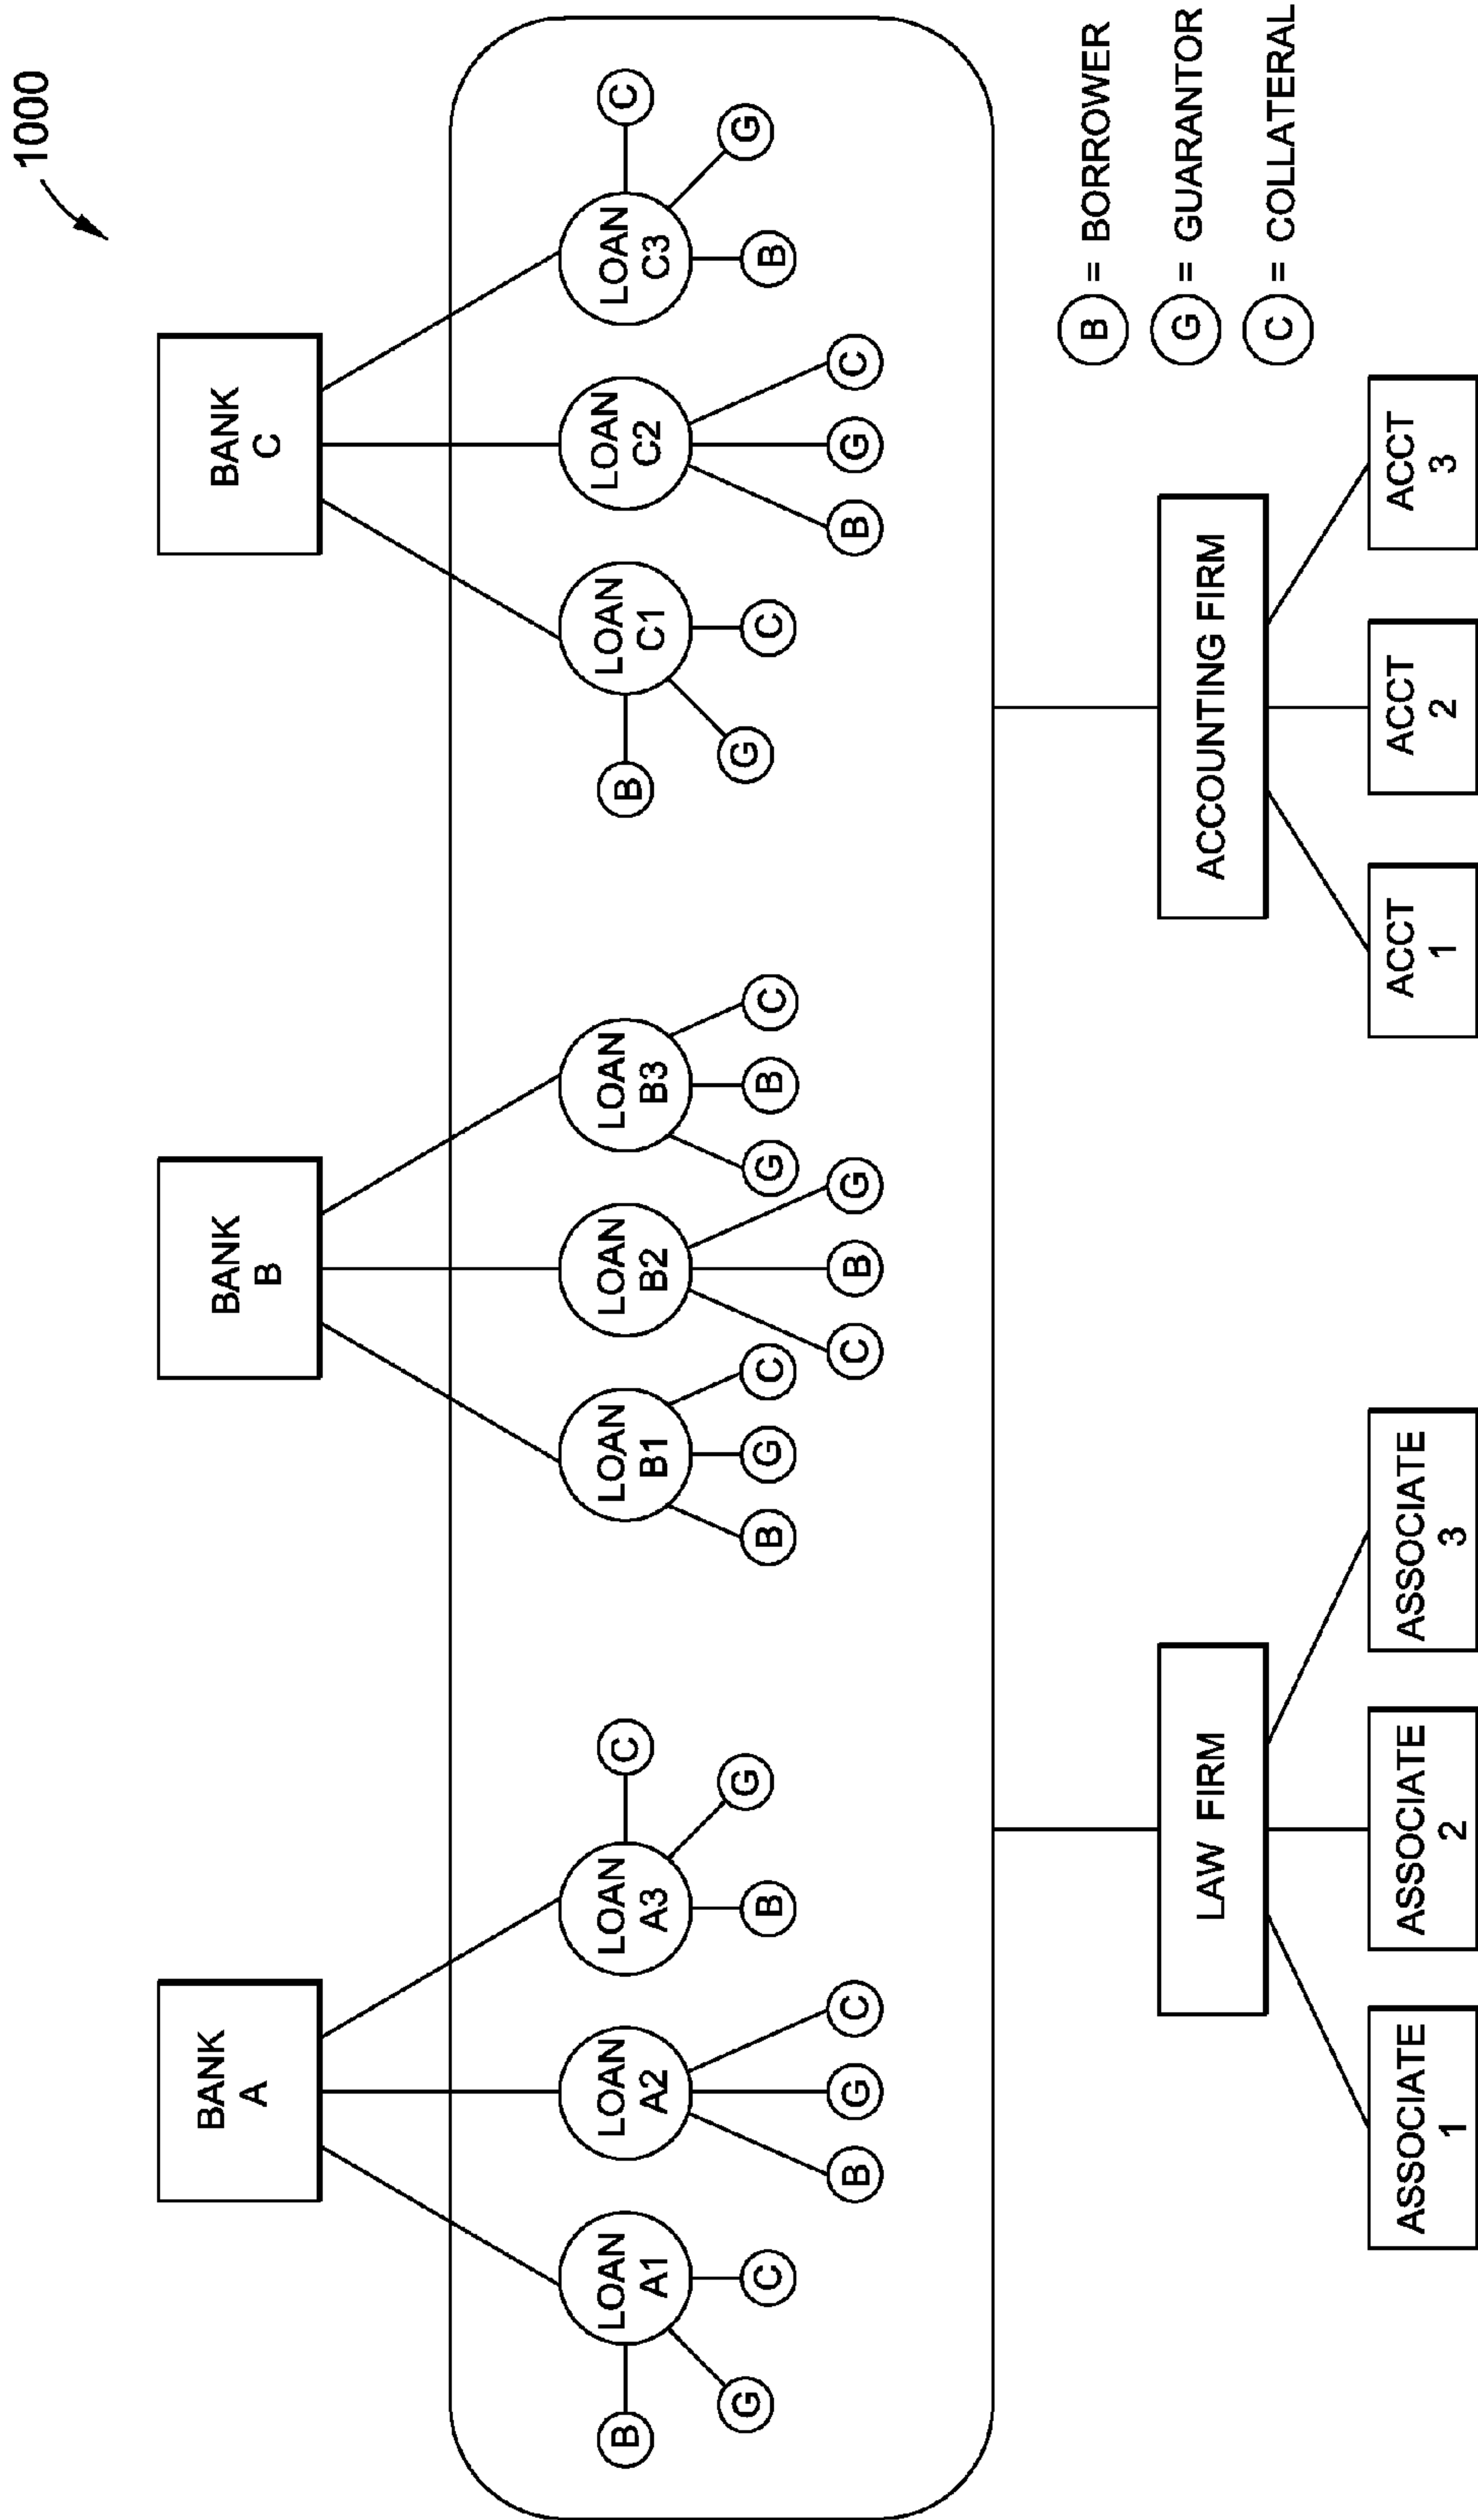 1000
BANK
A
BANK
B
BANK
C
B
LOAN
A1
LOAN
A2
LOAN
A3
C
LOAN
B1
LOAN
B2
LOAN
B3
B
LOAN
C1
LOAN
C2
LOAN
C3
C
G
C
B
G
B
G
C
G
B
C
G
C
B
G
B
G
C
C
B
G
B
G
C
B = BORROWER
G = GUARANTOR
C = COLLATERAL
LAW FIRM
ACCOUNTING FIRM
ASSOCIATE
1
ASSOCIATE
2
ASSOCIATE
3
ACCT
1
ACCT
2
ACCT
3